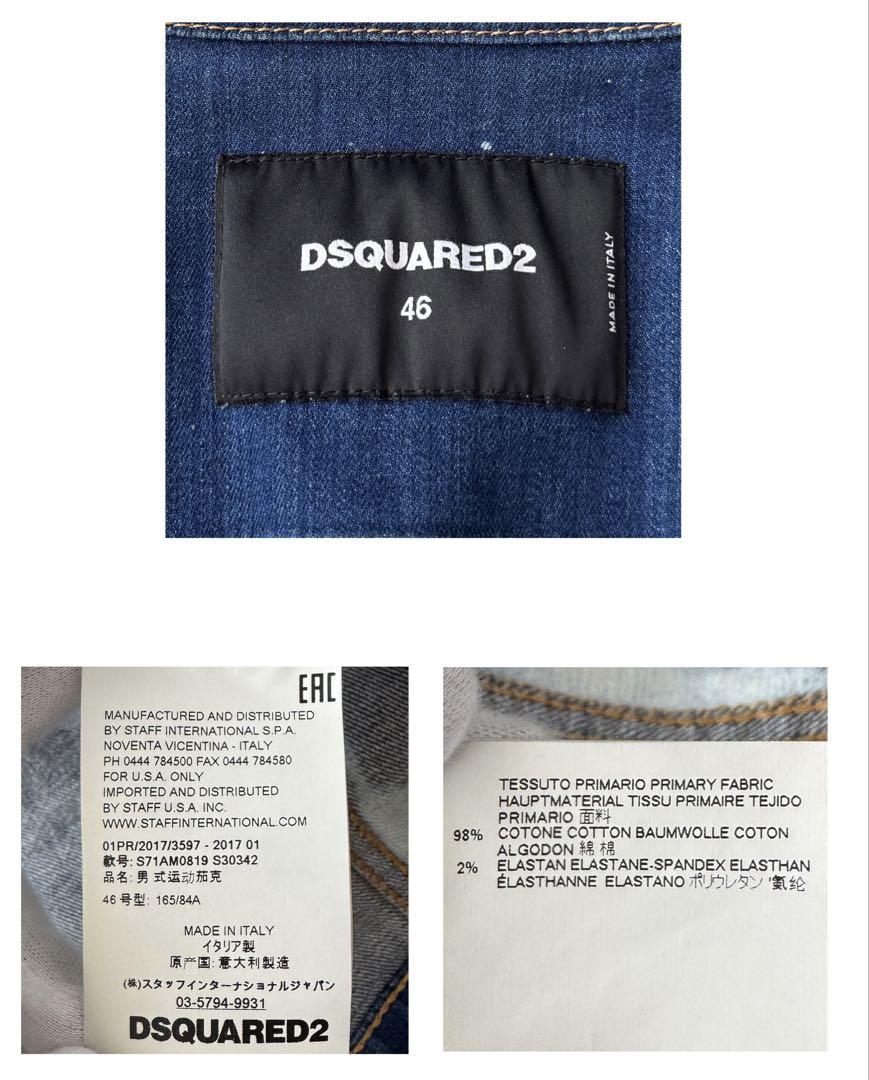 DSQUARED2
46
MADE IN ITALY
EAC
MANUFACTURED AND DISTRIBUTED
BY STAFF INTERNATIONAL S.P.A.
NOVENTA VICENTINA - ITALY
PH 0444 784500 FAX 0444 784580
FOR U.S.A. ONLY
IMPORTED AND DISTRIBUTED
BY STAFF U.S.A. INC.
WWW.STAFFINTERNATIONAL.COM
01PR/2017/3597 - 2017 01
款号: S71AM0819 S30342
品名: 男 式运动茄克
46 号型: 165/84A
MADE IN ITALY
イタリア製
原产国: 意大利製造
(株)スタッフインターナショナルジャパン
03-5794-9931
DSQUARED2
TESSUTO PRIMARIO PRIMARY FABRIC
HAUPTMATERIAL TISSU PRIMAIRE TEJIDO
PRIMARIO 面料
98% COTONE COTTON BAUMWOLLE COTON
ALGODON 綿 棉
2% ELASTAN ELASTANE-SPANDEX ELASTHAN
ÉLASTHANNE ELASTANO ポリウレタン '氨纶